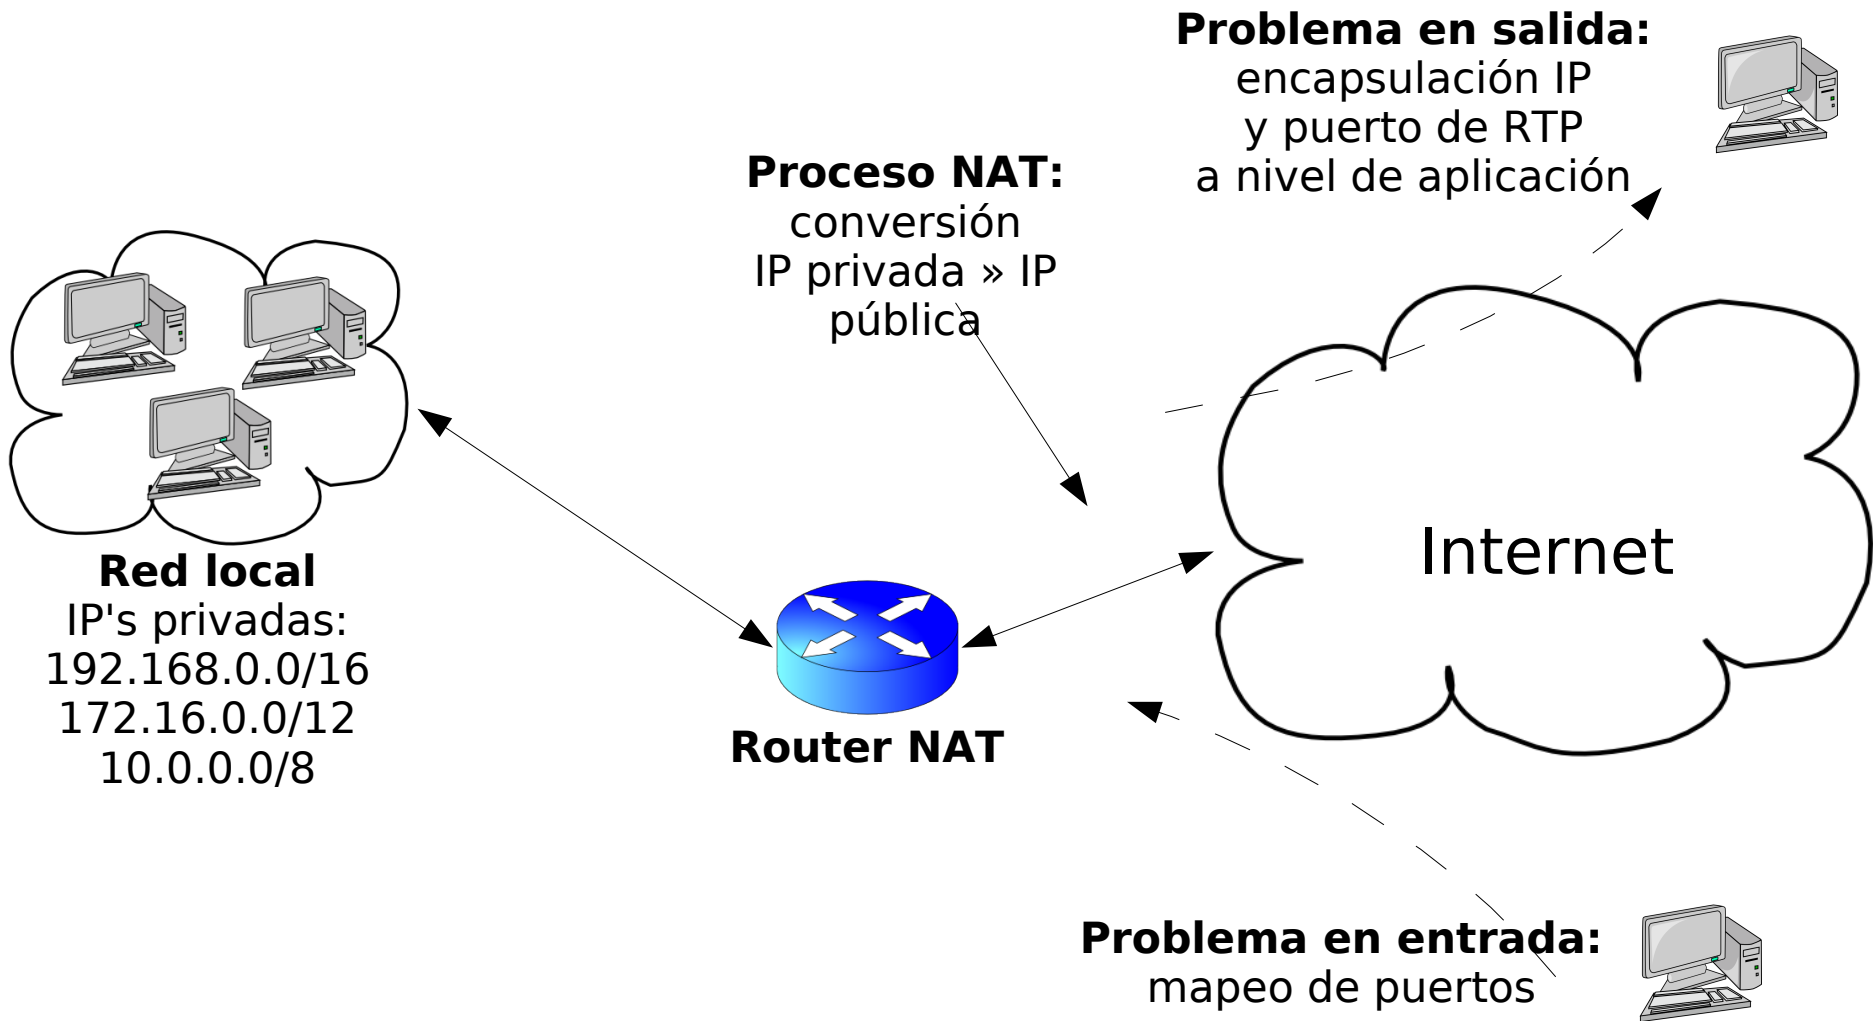 Problema en salida:
encapsulación IP
y puerto de RTP
a nivel de aplicación
Proceso NAT:
conversión
IP privada » IP
pública
Red local
IP's privadas:
192.168.0.0/16
172.16.0.0/12
10.0.0.0/8
Internet
Router NAT
Problema en entrada:
mapeo de puertos